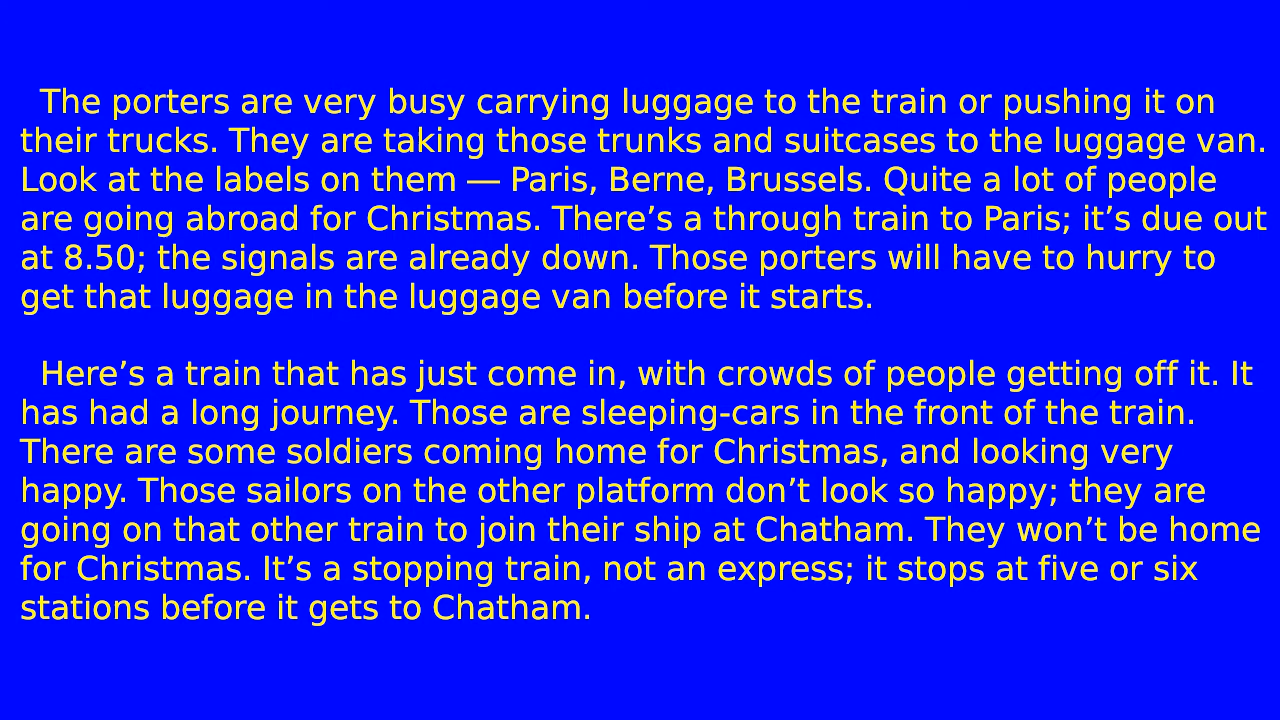 The porters are very busy carrying luggage to the train or pushing it on
their trucks. They are taking those trunks and suitcases to the luggage van.
Look at the labels on them — Paris, Berne, Brussels. Quite a lot of people
are going abroad for Christmas. There’s a through train to Paris; it’s due out
at 8.50; the signals are already down. Those porters will have to hurry to
get that luggage in the luggage van before it starts.
Here’s a train that has just come in, with crowds of people getting off it. It
has had a long journey. Those are sleeping-cars in the front of the train.
There are some soldiers coming home for Christmas, and looking very
happy. Those sailors on the other platform don’t look so happy; they are
going on that other train to join their ship at Chatham. They won’t be home
for Christmas. It’s a stopping train, not an express; it stops at five or six
stations before it gets to Chatham.